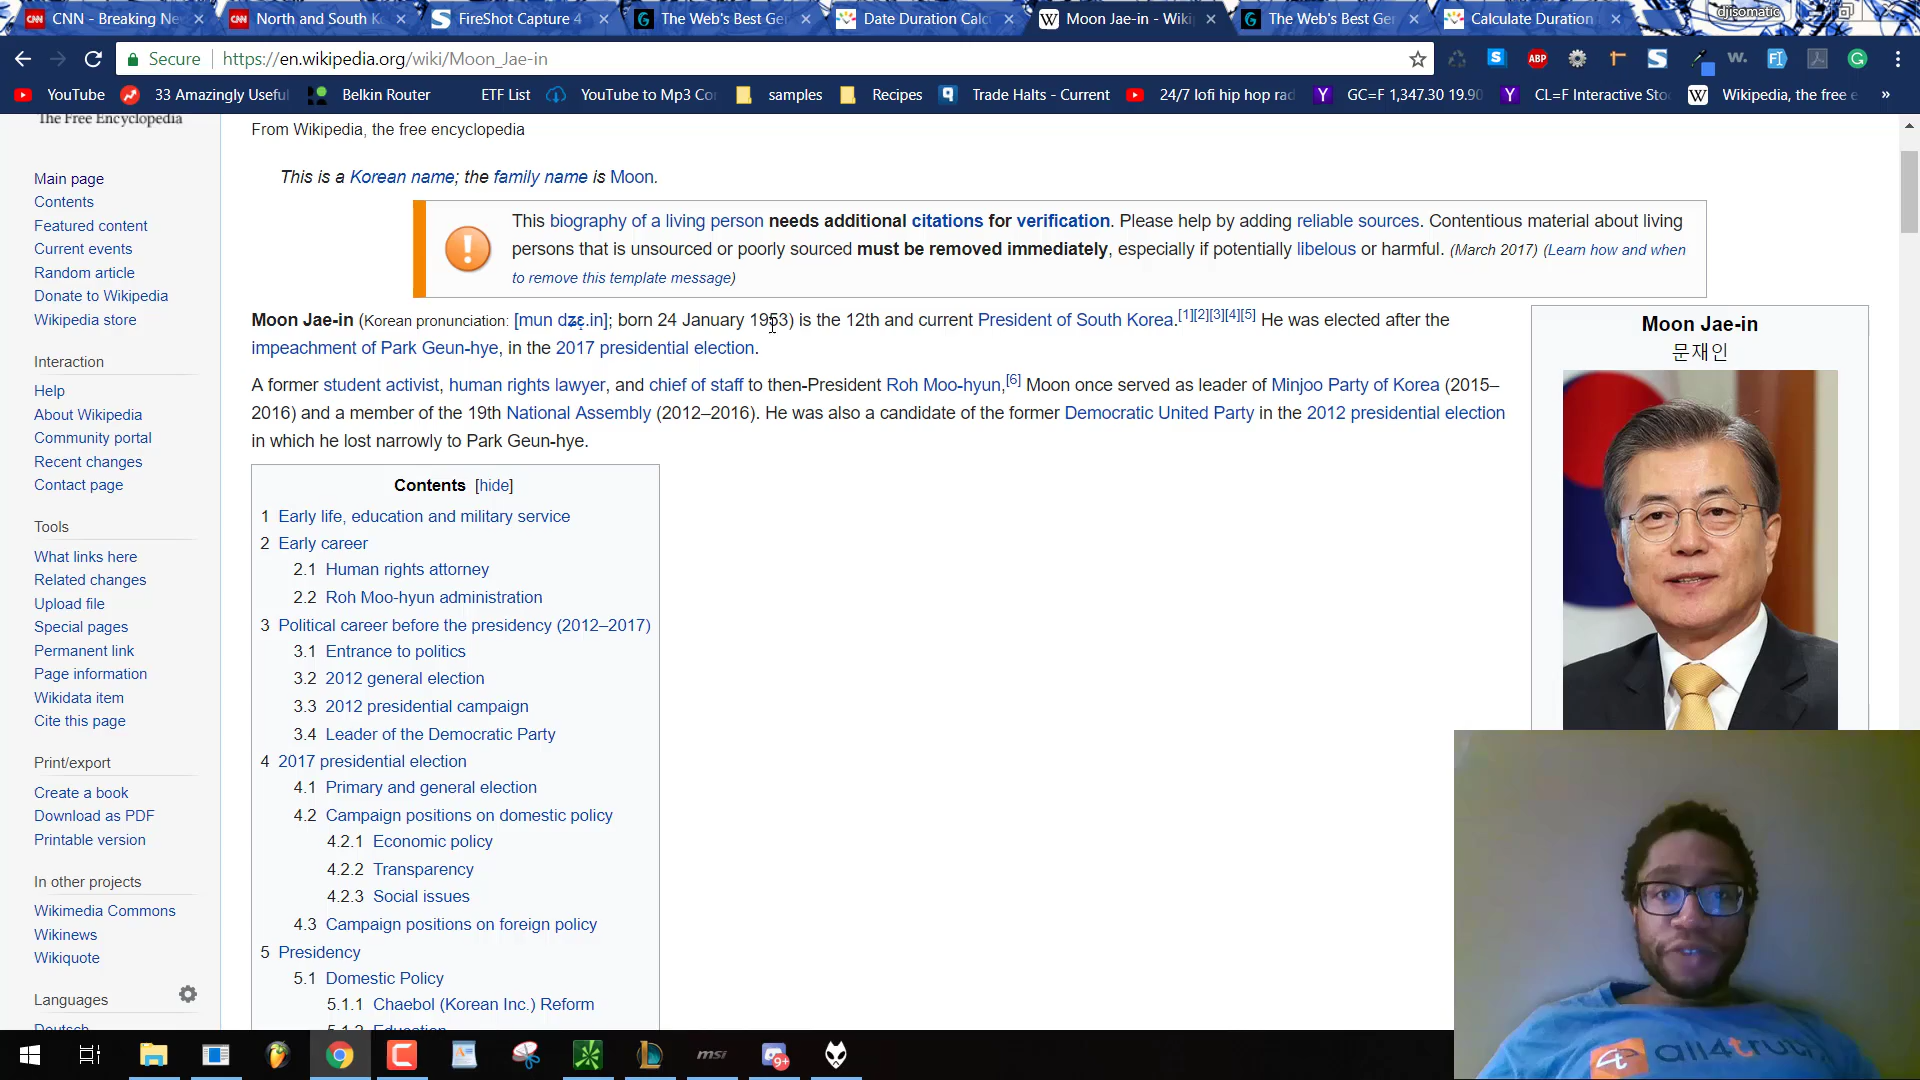 CNN - Breaking Ne
North and South K
FireShot Capture 4
The Web's Best Ge
Date Duration Calc
Moon Jae-in - Wiki
The Web's Best Ge
Calculate Duration
djisomatic
Secure
https://en.wikipedia.org/wiki/Moon_Jae-in
YouTube
33 Amazingly Useful
Belkin Router
ETF List
YouTube to Mp3 Co
samples
Recipes
Trade Halts - Current
24/7 lofi hip hop rad
GC=F 1,347.30 19.90
CL=F Interactive Sto
Wikipedia, the free e
»
The Free Encyclopedia
Main page
Contents
Featured content
Current events
Random article
Donate to Wikipedia
Wikipedia store
Interaction
Help
About Wikipedia
Community portal
Recent changes
Contact page
Tools
What links here
Related changes
Upload file
Special pages
Permanent link
Page information
Wikidata item
Cite this page
Print/export
Create a book
Download as PDF
Printable version
In other projects
Wikimedia Commons
Wikinews
Wikiquote
Languages
Deutsch
From Wikipedia, the free encyclopedia
This is a Korean name; the family name is Moon.
This biography of a living person needs additional citations for verification. Please help by adding reliable sources. Contentious material about living
persons that is unsourced or poorly sourced must be removed immediately, especially if potentially libelous or harmful. (March 2017) (Learn how and when
to remove this template message)
Moon Jae-in (Korean pronunciation: [mun dʑɛ̝.in]; born 24 January 1953) is the 12th and current President of South Korea.[1][2][3][4][5] He was elected after the
impeachment of Park Geun-hye, in the 2017 presidential election.
A former student activist, human rights lawyer, and chief of staff to then-President Roh Moo-hyun,[6] Moon once served as leader of Minjoo Party of Korea (2015–
2016) and a member of the 19th National Assembly (2012–2016). He was also a candidate of the former Democratic United Party in the 2012 presidential election
in which he lost narrowly to Park Geun-hye.
Contents [hide]
1 Early life, education and military service
2 Early career
2.1 Human rights attorney
2.2 Roh Moo-hyun administration
3 Political career before the presidency (2012–2017)
3.1 Entrance to politics
3.2 2012 general election
3.3 2012 presidential campaign
3.4 Leader of the Democratic Party
4 2017 presidential election
4.1 Primary and general election
4.2 Campaign positions on domestic policy
4.2.1 Economic policy
4.2.2 Transparency
4.2.3 Social issues
4.3 Campaign positions on foreign policy
5 Presidency
5.1 Domestic Policy
5.1.1 Chaebol (Korean Inc.) Reform
5.1.2 Education
Moon Jae-in
문재인
all4truth
msi
9+